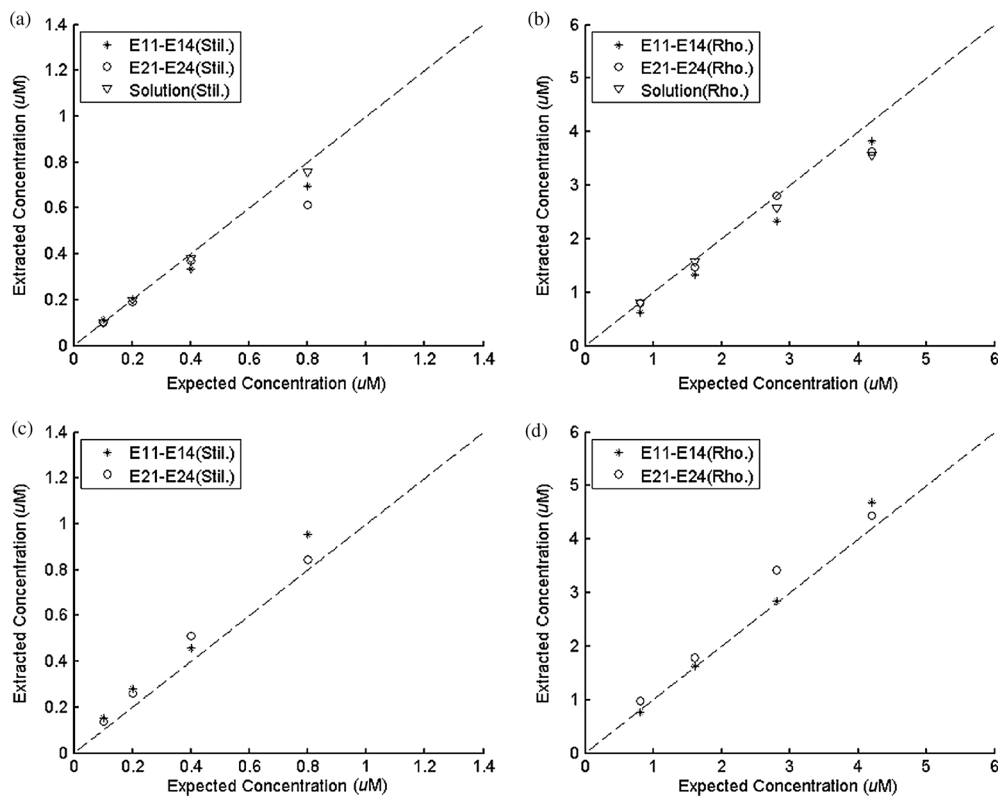 (a)
1.4
1.2
1
0.8
0.6
0.4
0.2
0
E11-E14(Stil.)
E21-E24(Stil.)
Solution(Stil.)
Extracted Concentration (uM)
0 0.2 0.4 0.6 0.8 1 1.2 1.4
Expected Concentration (uM)
(b)
6
5
4
3
2
1
0
E11-E14(Rho.)
E21-E24(Rho.)
Solution(Rho.)
Extracted Concentration (uM)
0 1 2 3 4 5 6
Expected Concentration (uM)
(c)
1.4
1.2
1
0.8
0.6
0.4
0.2
0
E11-E14(Stil.)
E21-E24(Stil.)
Extracted Concentration (uM)
0 0.2 0.4 0.6 0.8 1 1.2 1.4
Expected Concentration (uM)
(d)
6
5
4
3
2
1
0
E11-E14(Rho.)
E21-E24(Rho.)
Extracted Concentration (uM)
0 1 2 3 4 5 6
Expected Concentration (uM)